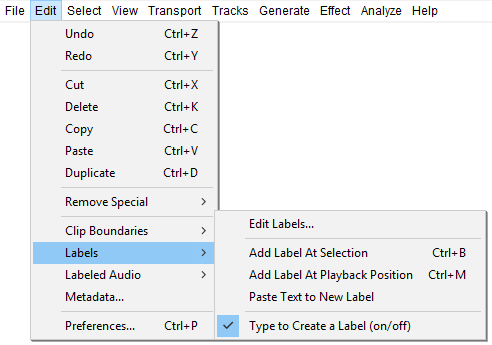 File Edit Select View Transport Tracks Generate Effect Analyze Help
Undo Ctrl+Z
Redo Ctrl+Y
Cut Ctrl+X
Delete Ctrl+K
Copy Ctrl+C
Paste Ctrl+V
Duplicate Ctrl+D
Remove Special >
Clip Boundaries >
Labels >
Labeled Audio >
Metadata...
Preferences... Ctrl+P
Edit Labels...
Add Label At Selection Ctrl+B
Add Label At Playback Position Ctrl+M
Paste Text to New Label
Type to Create a Label (on/off)